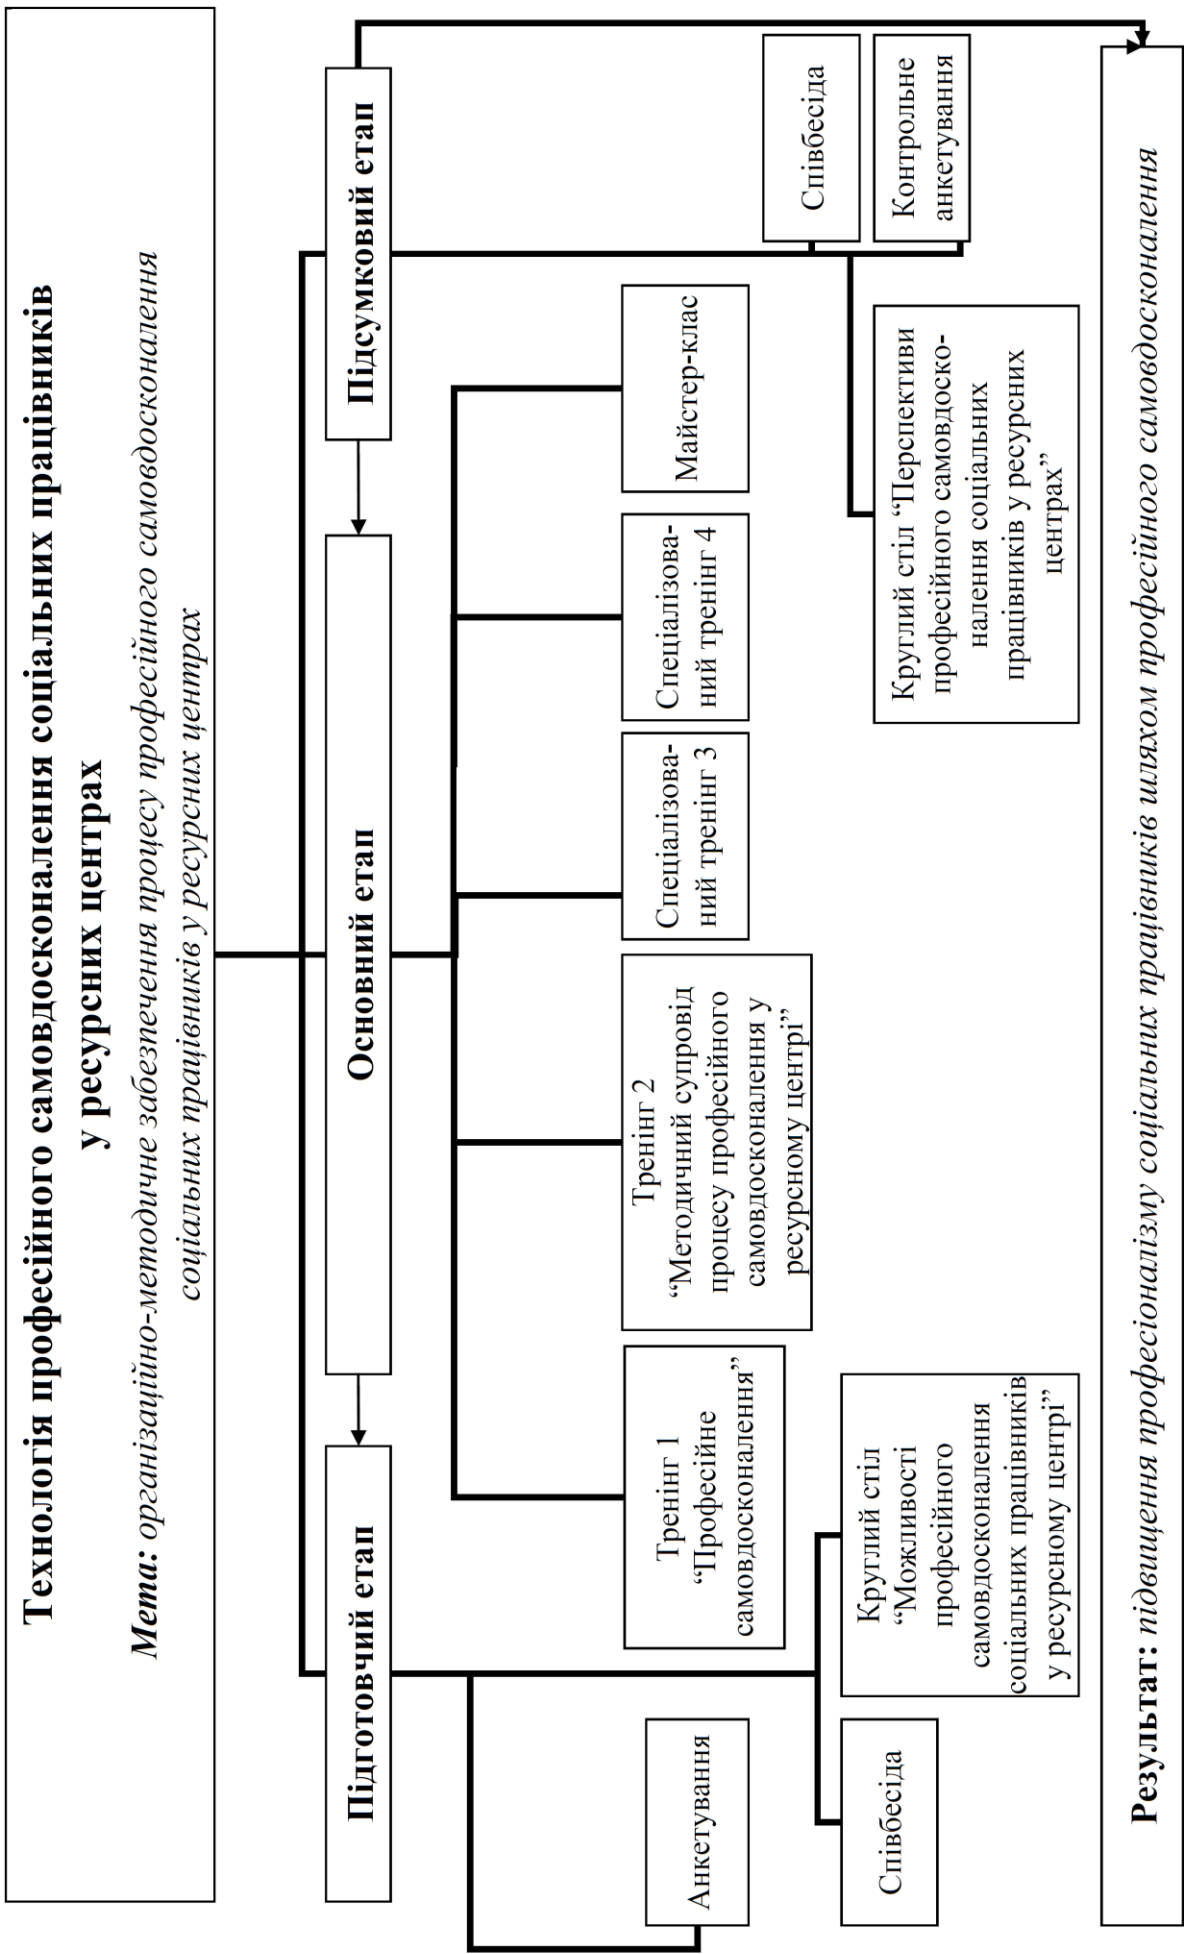 Технологія професійного самовдосконалення соціальних працівників
у ресурсних центрах
Мета: організаційно-методичне забезпечення процесу професійного самовдосконалення
соціальних працівників у ресурсних центрах
Підготовчий етап
Основний етап
Підсумковий етап
Анкетування
Співбесіда
Круглий стіл
“Можливості
професійного
самовдосконалення
соціальних працівників
у ресурсному центрі”
Тренінг 1
“Професійне
самовдосконалення”
Тренінг 2
“Методичний супровід
процесу професійного
самовдосконалення у
ресурсному центрі”
Спеціалізова-
ний тренінг 3
Спеціалізова-
ний тренінг 4
Майстер-клас
Круглий стіл “Перспективи
професійного самовдоско-
налення соціальних
працівників у ресурсних
центрах”
Співбесіда
Контрольне
анкетування
Результат: підвищення професіоналізму соціальних працівників шляхом професійного самовдосконалення